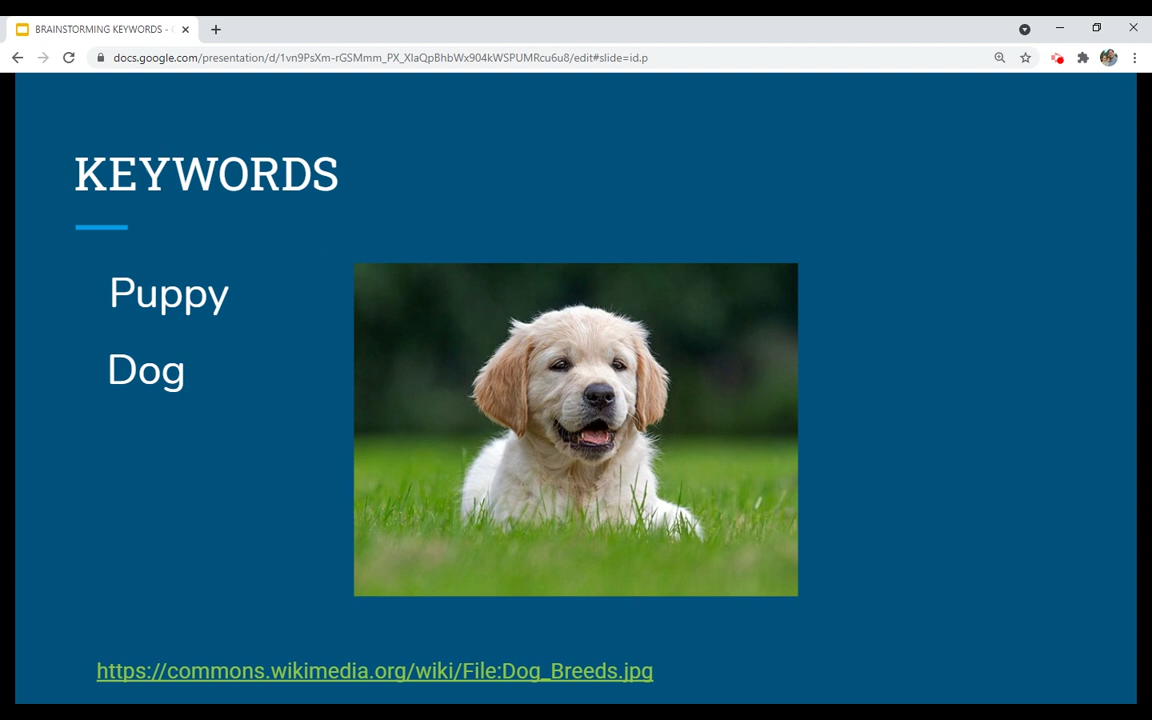 BRAINSTORMING KEYWORDS -
docs.google.com/presentation/d/1vn9PsXm-rGSMmm_PX_XlaQpBhbWx904kWSPUMRcu6u8/edit#slide=id.p
KEYWORDS
Puppy
Dog
https://commons.wikimedia.org/wiki/File:Dog_Breeds.jpg